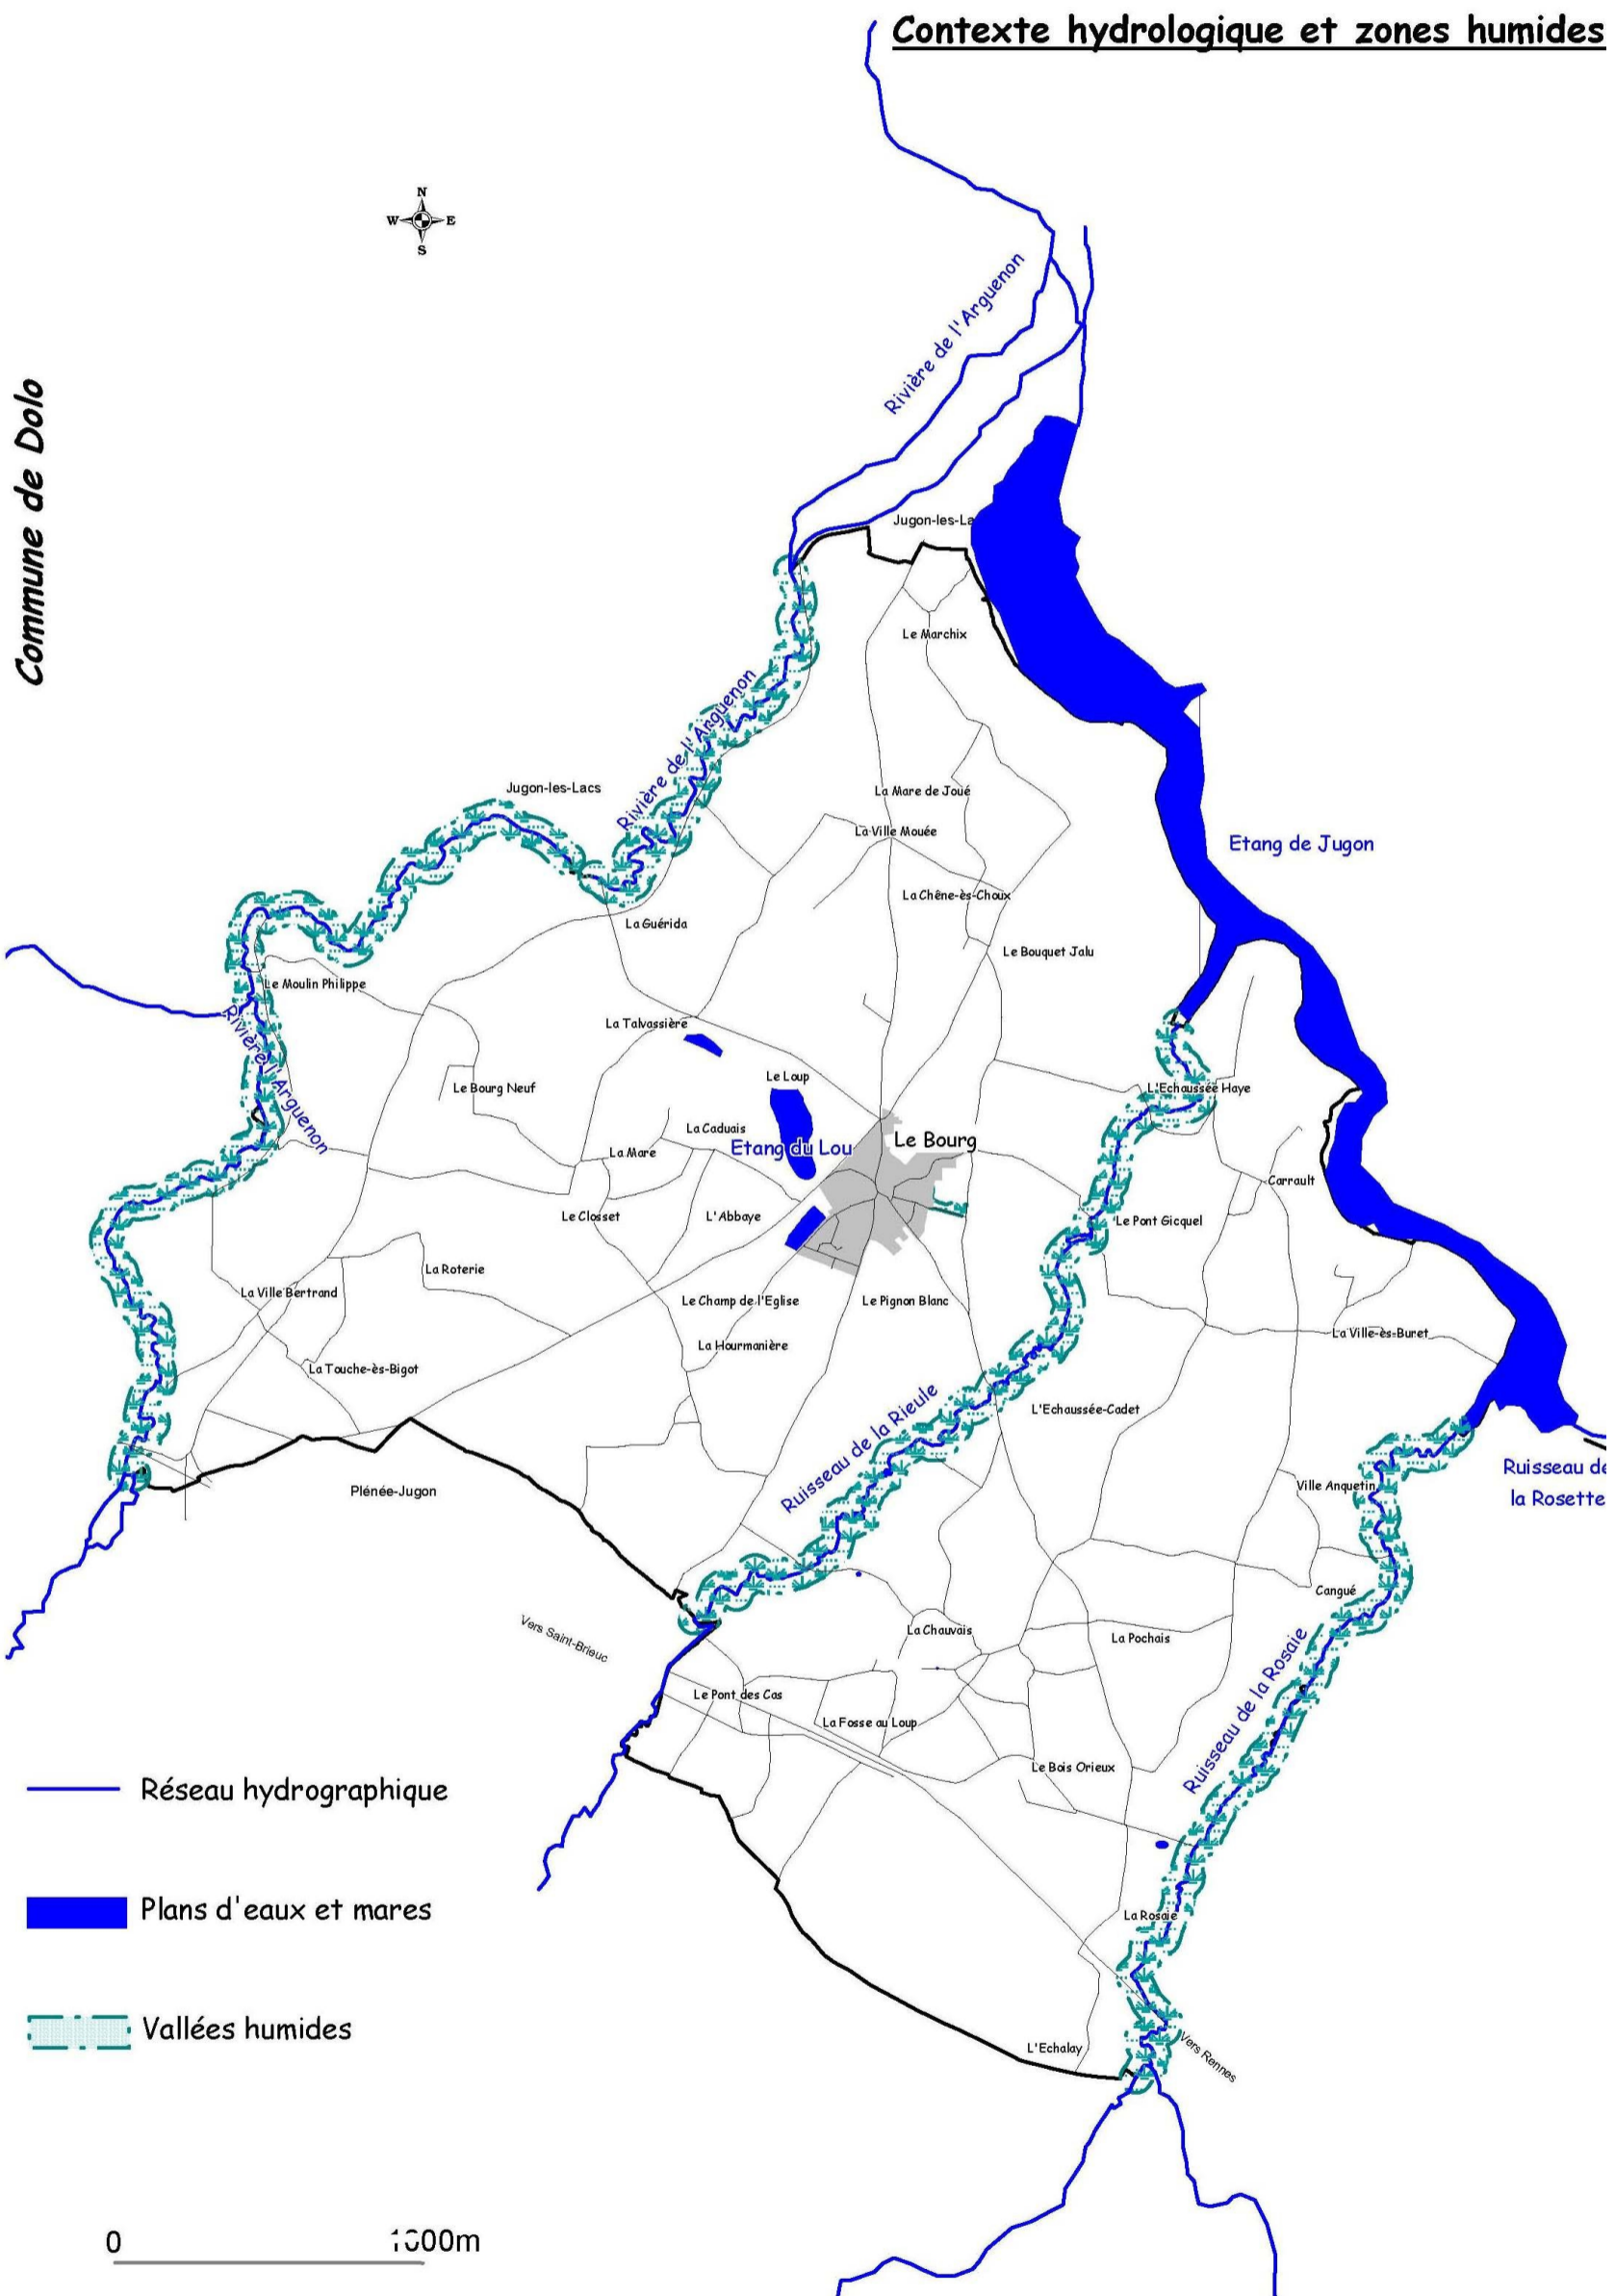 Contexte hydrologique et zones humides
N
W E
S
Commune de Dolo
Rivière de l'Arguenon
Jugon-les-La
Le Marchix
Rivière de l'Arguenon
Jugon-les-Lacs
La Mare de Joué
La Ville Mouée
Etang de Jugon
La Chêne-ès-Choux
La Guérida
Le Bouquet Jalu
Le Moulin Philippe
La Talvassière
Rivière l'Arguenon
Le Loup
Le Bourg Neuf
L'Echaussée Haye
La Caduais
Etang du Lou
Le Bourg
La Mare
Carrault
Le Closset
L'Abbaye
Le Pont Gicquel
La Roterie
La Ville Bertrand
Le Champ de l'Eglise
Le Pignon Blanc
La Ville-ès-Buret
La Hourmanière
La Touche-ès-Bigot
L'Echaussée-Cadet
Ruisseau de la Rieule
Ruisseau de
la Rosette
Plénée-Jugon
Ville Anquetin
Cangué
Vers Saint-Brieuc
La Chauvais
La Pochais
Ruisseau de la Rosaie
Le Pont des Cas
La Fosse au Loup
Le Bois Orieux
Réseau hydrographique
Plans d'eaux et mares
La Rosaie
Vallées humides
L'Echalay
Vers Rennes
0 1000m